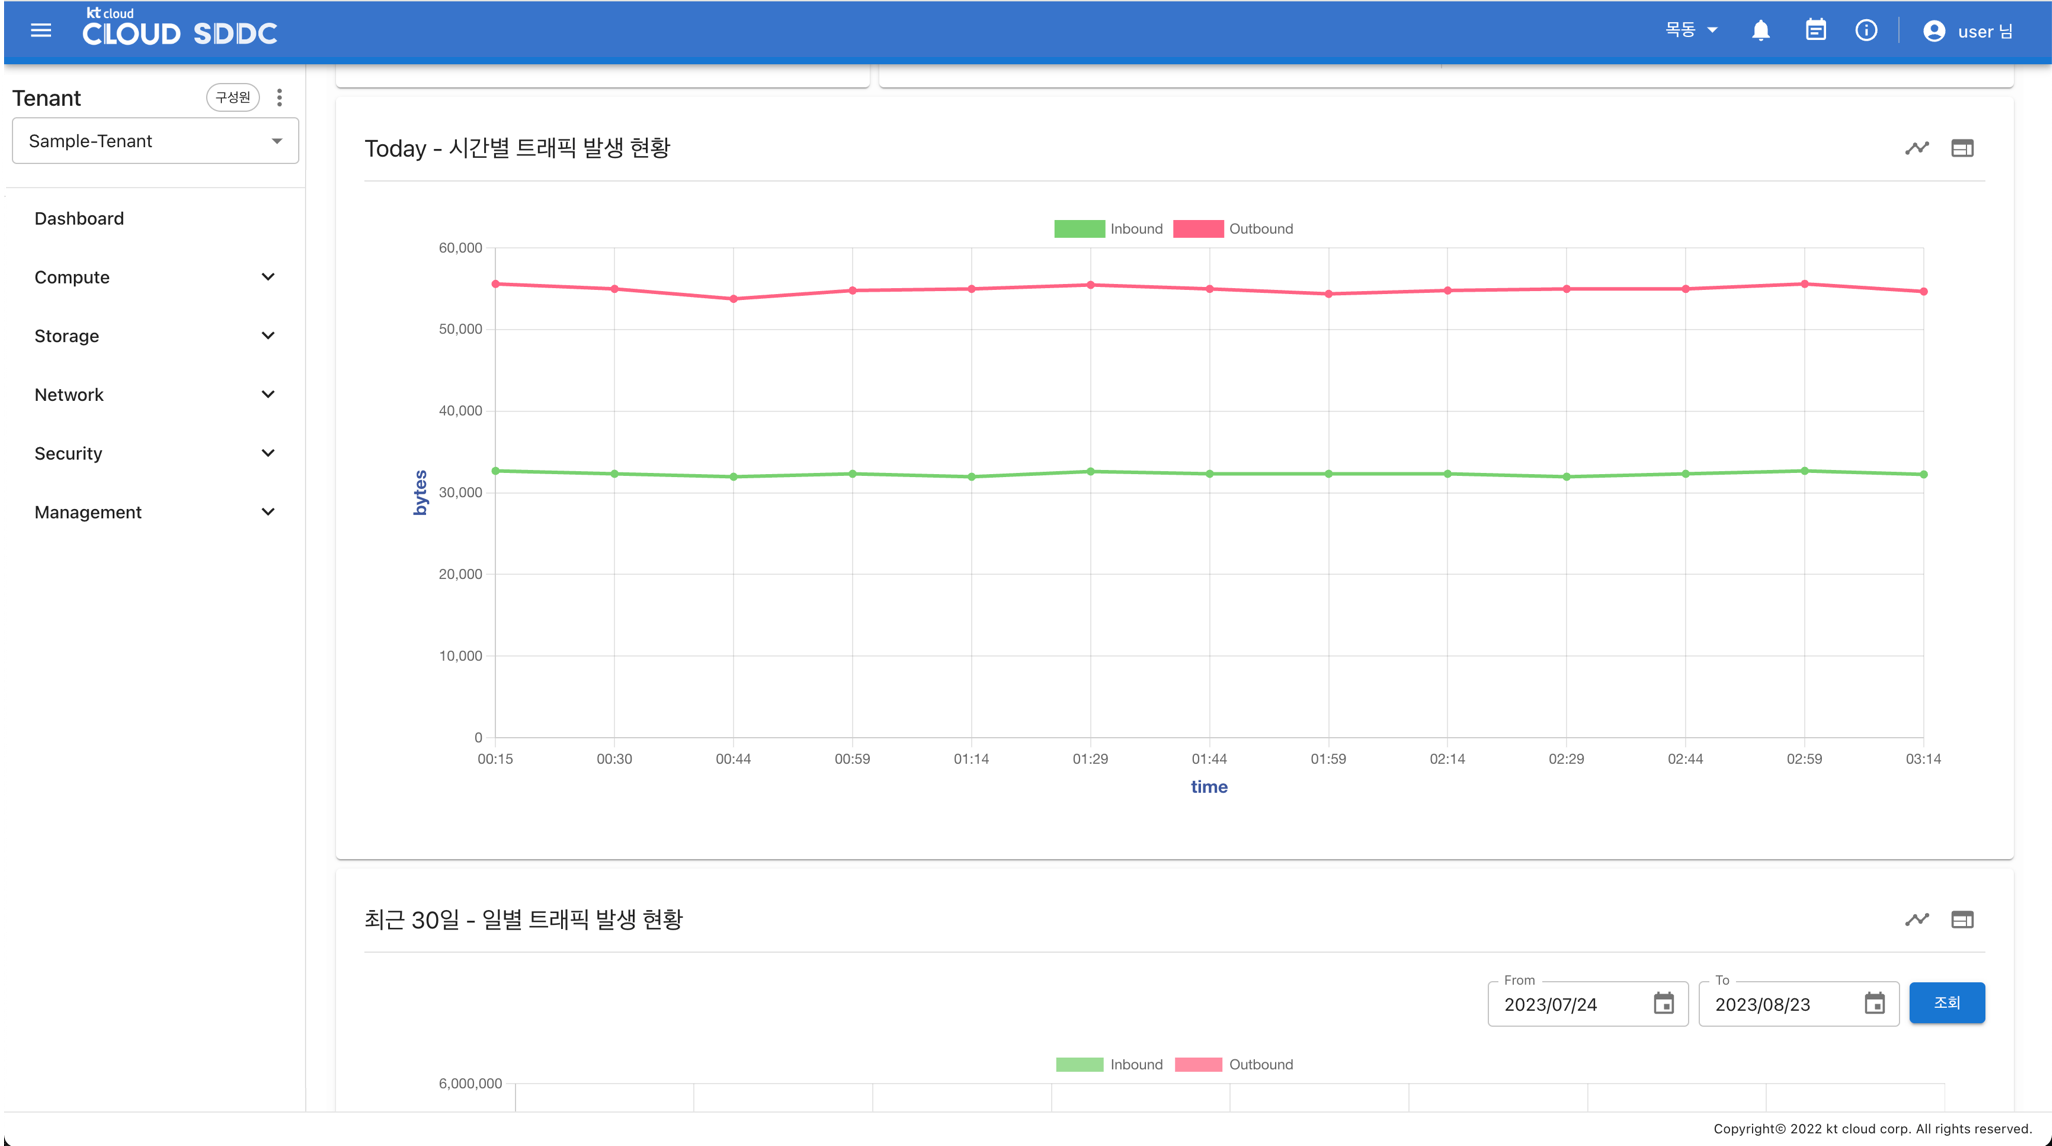 kt cloud
CLOUD SDDC
목동
user 님
Tenant
구성원
Sample-Tenant
Dashboard
Compute
Storage
Network
Security
Management
Today - 시간별 트래픽 발생 현황
Inbound
Outbound
60,000
50,000
40,000
30,000
20,000
10,000
0
bytes
00:15
00:30
00:44
00:59
01:14
01:29
01:44
01:59
02:14
02:29
02:44
02:59
03:14
time
최근 30일 - 일별 트래픽 발생 현황
From
2023/07/24
To
2023/08/23
조회
Inbound
Outbound
6,000,000
Copyright© 2022 kt cloud corp. All rights reserved.